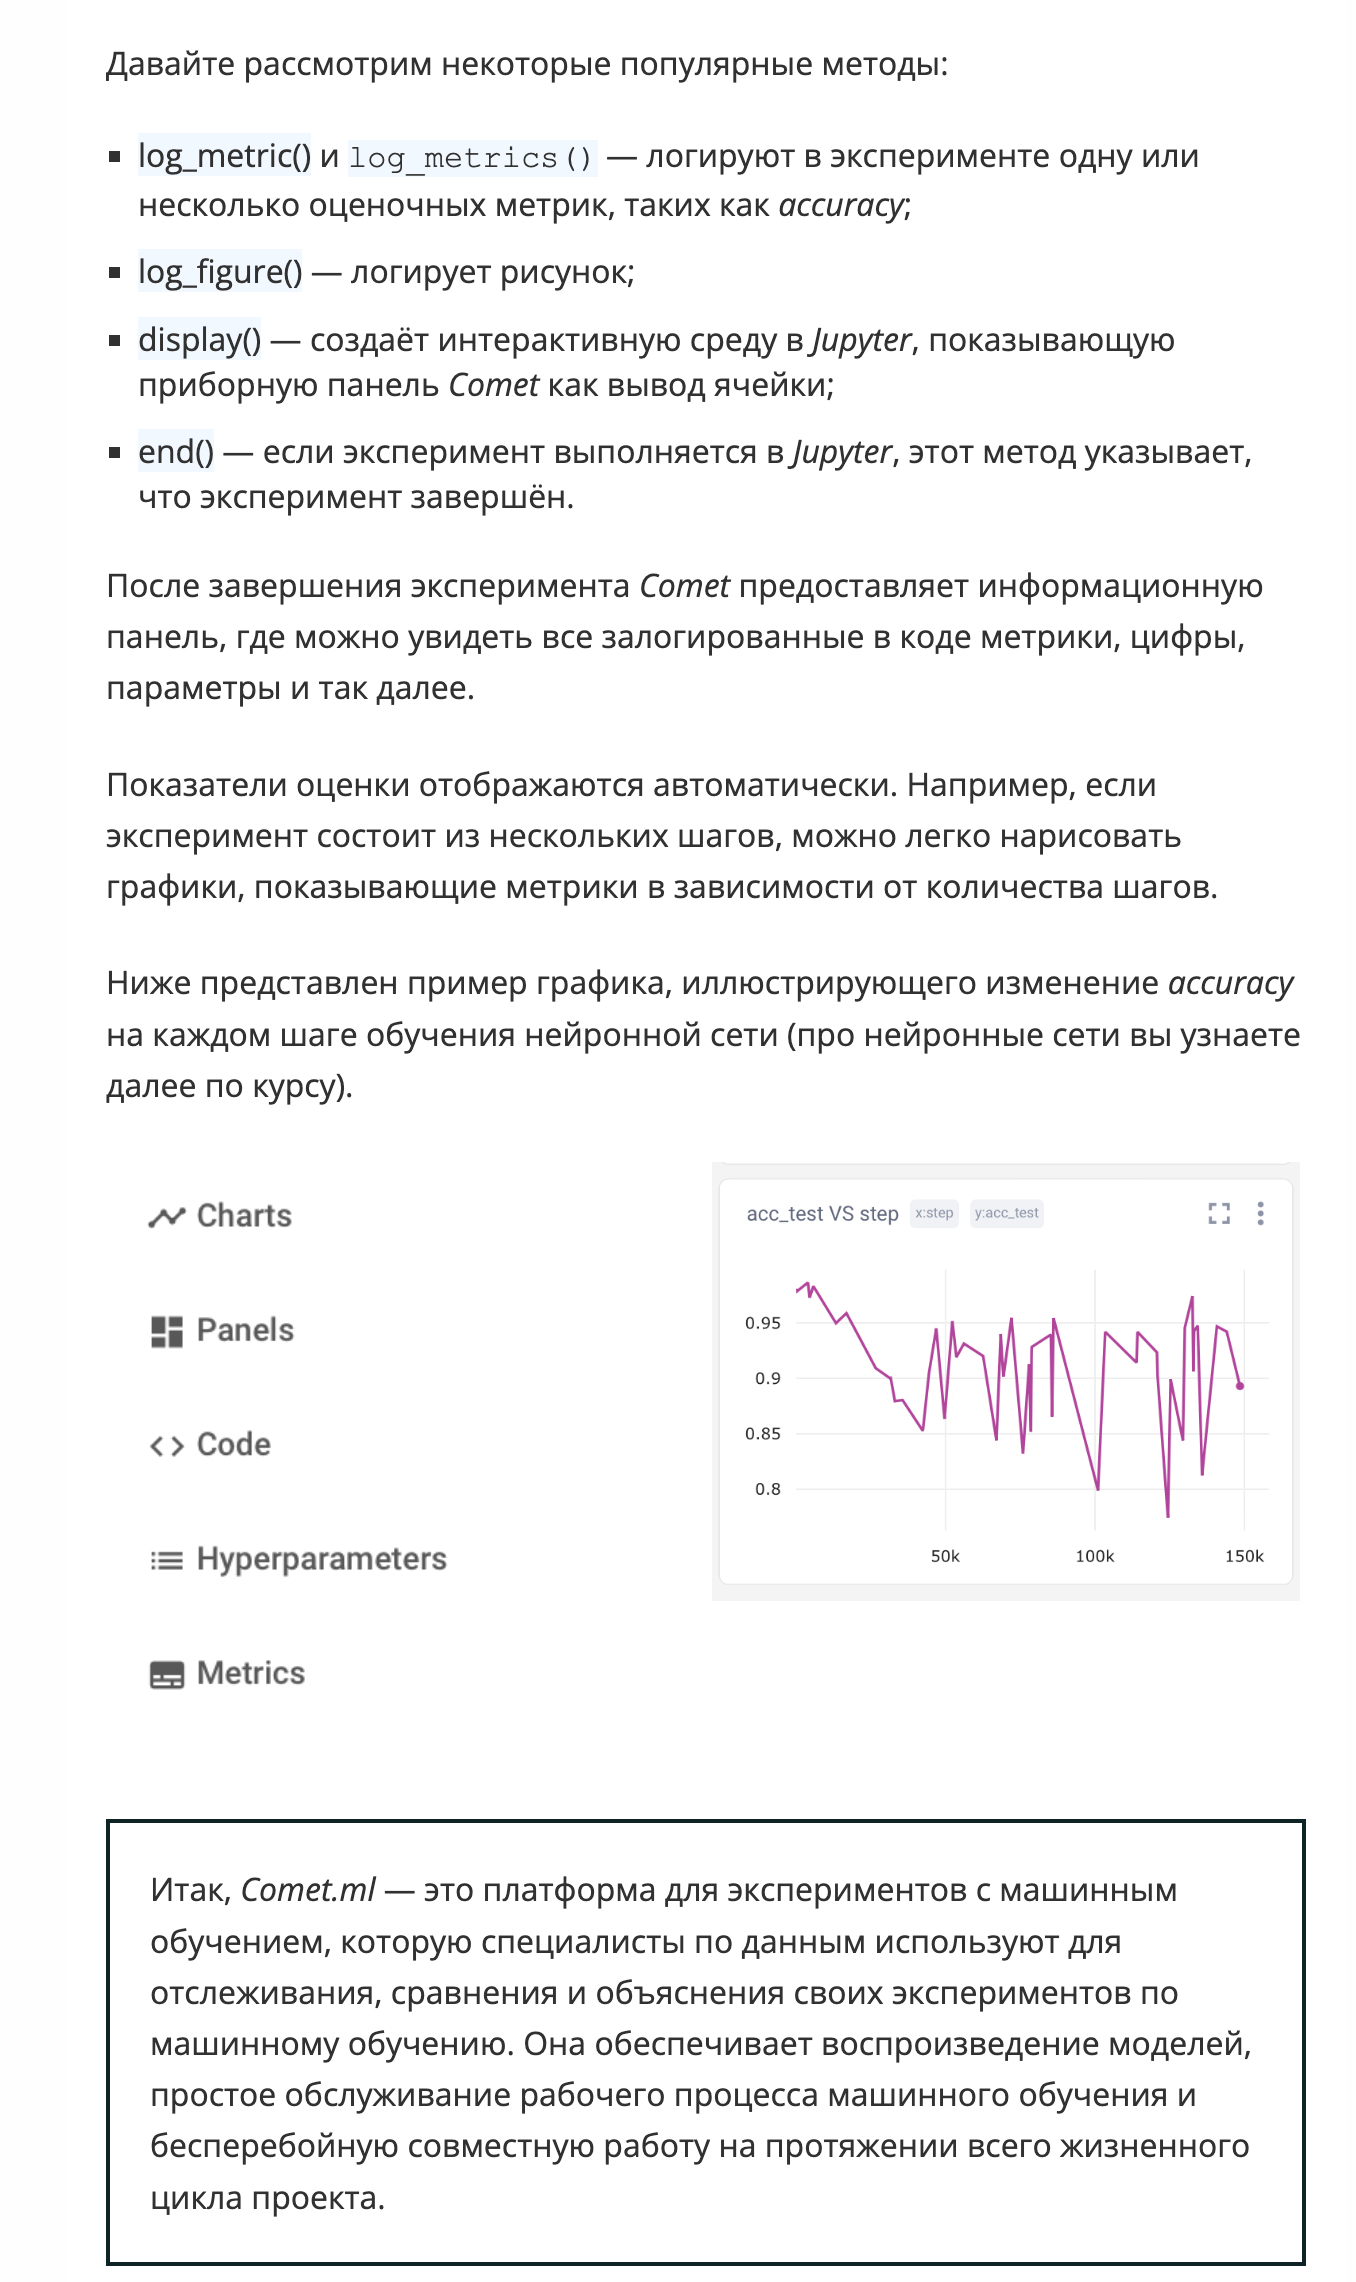 Давайте рассмотрим некоторые популярные методы:
▪ log_metric() и log_metrics() — логируют в эксперименте одну или
несколько оценочных метрик, таких как accuracy;
▪ log_figure() — логирует рисунок;
▪ display() — создаёт интерактивную среду в Jupyter, показывающую
приборную панель Comet как вывод ячейки;
▪ end() — если эксперимент выполняется в Jupyter, этот метод указывает,
что эксперимент завершён.
После завершения эксперимента Comet предоставляет информационную
панель, где можно увидеть все залогированные в коде метрики, цифры,
параметры и так далее.
Показатели оценки отображаются автоматически. Например, если
эксперимент состоит из нескольких шагов, можно легко нарисовать
графики, показывающие метрики в зависимости от количества шагов.
Ниже представлен пример графика, иллюстрирующего изменение accuracy
на каждом шаге обучения нейронной сети (про нейронные сети вы узнаете
далее по курсу).
Charts
Panels
Code
Hyperparameters
Metrics
acc_test VS step x:step y:acc_test
0.95
0.9
0.85
0.8
50k 100k 150k
Итак, Comet.ml — это платформа для экспериментов с машинным
обучением, которую специалисты по данным используют для
отслеживания, сравнения и объяснения своих экспериментов по
машинному обучению. Она обеспечивает воспроизведение моделей,
простое обслуживание рабочего процесса машинного обучения и
бесперебойную совместную работу на протяжении всего жизненного
цикла проекта.